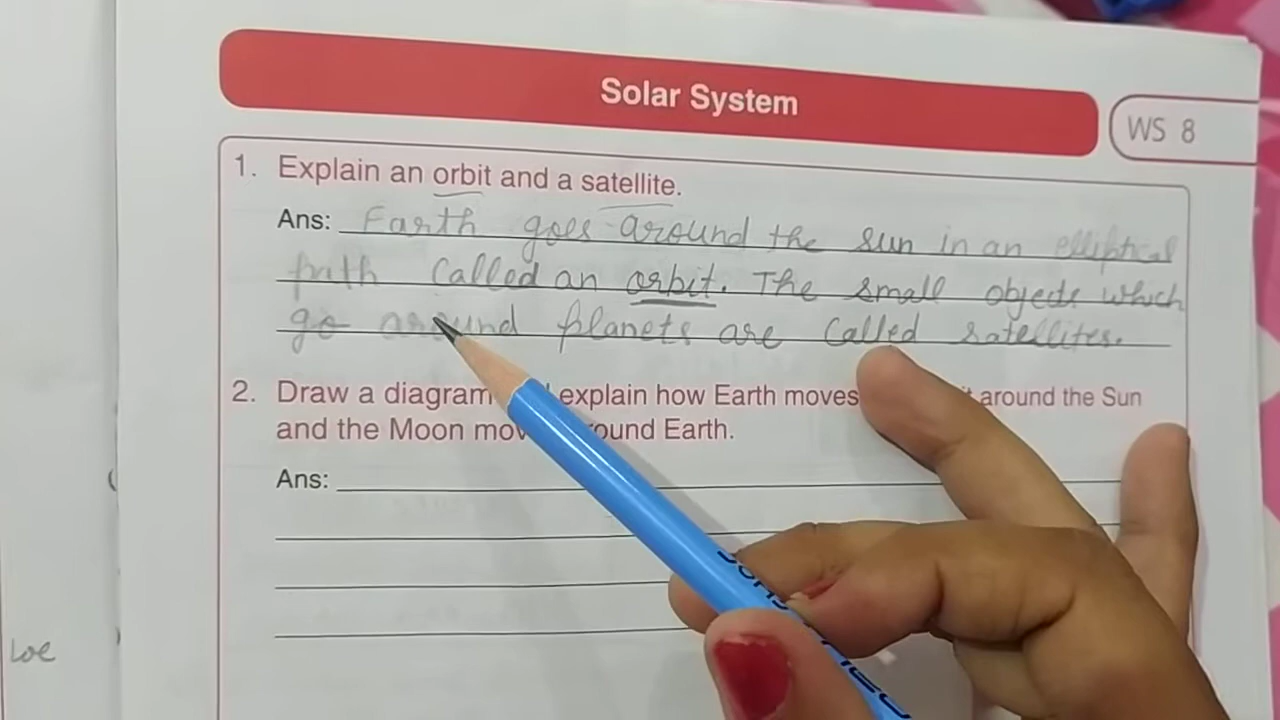 Solar System
WS 8
1. Explain an orbit and a satellite.
Ans: Earth goes around the sun in an elliptical
path called an orbit. The small objects which
go around planets are called satellites.
2. Draw a diagram explain how Earth moves around the Sun
and the Moon around Earth.
Ans: